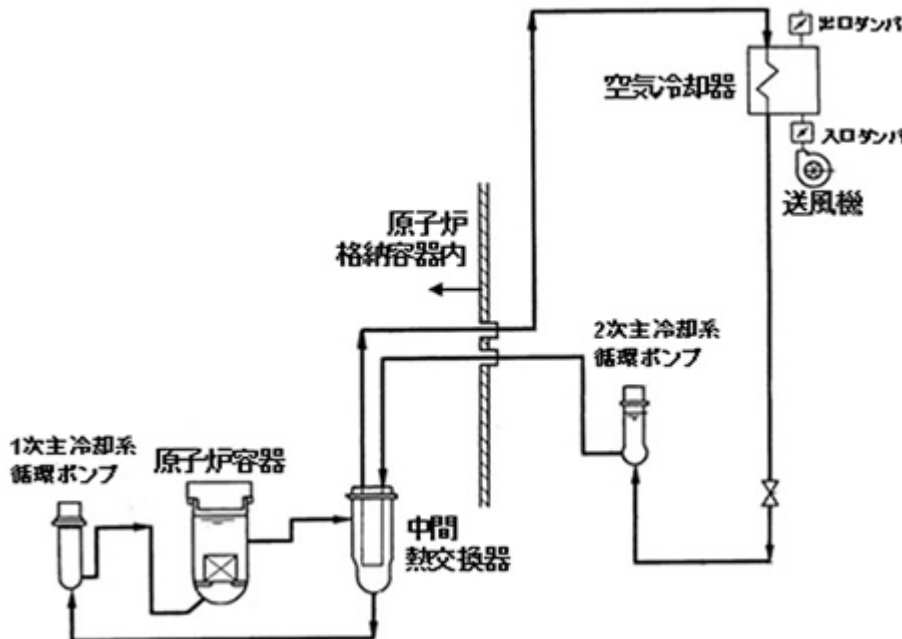 出口ダンパ
空気冷却器
入口ダンパ
送風機
原子炉
格納容器内
2次主冷却系
循環ポンプ
1次主冷却系
循環ポンプ
原子炉容器
中間
熱交換器